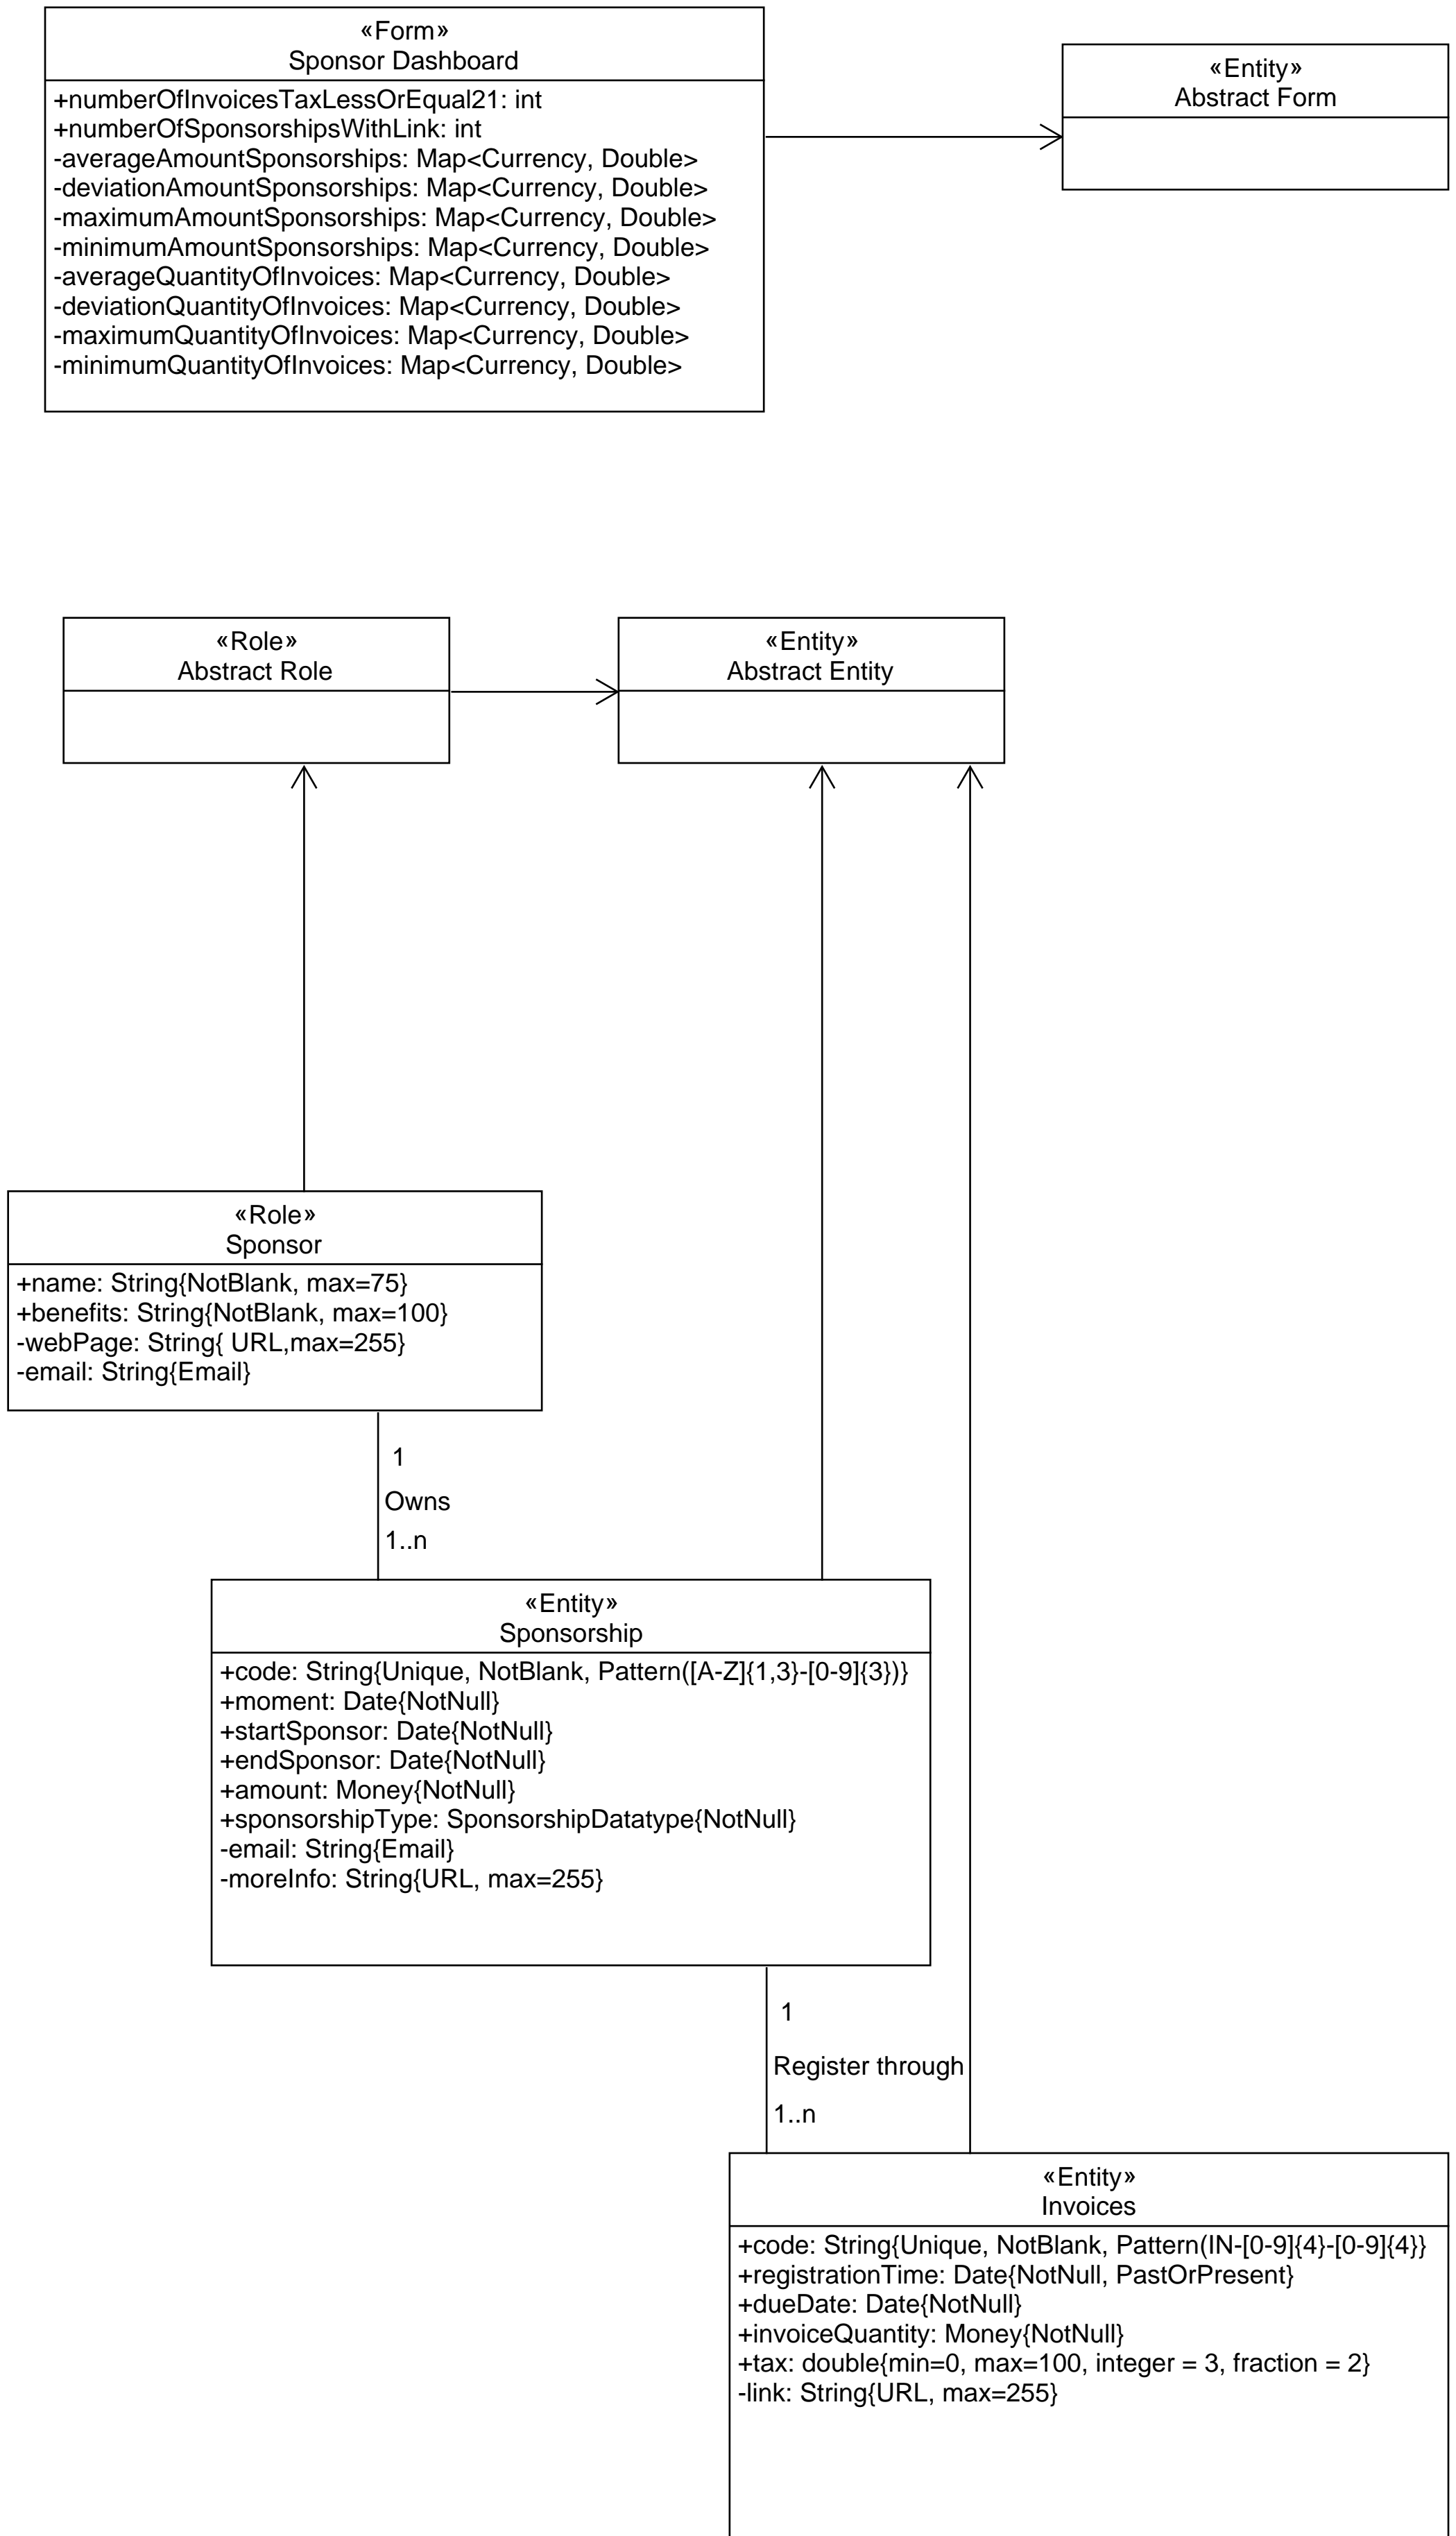 «Form»
Sponsor Dashboard
+numberOfInvoicesTaxLessOrEqual21: int
+numberOfSponsorshipsWithLink: int
-averageAmountSponsorships: Map<Currency, Double>
-deviationAmountSponsorships: Map<Currency, Double>
-maximumAmountSponsorships: Map<Currency, Double>
-minimumAmountSponsorships: Map<Currency, Double>
-averageQuantityOfInvoices: Map<Currency, Double>
-deviationQuantityOfInvoices: Map<Currency, Double>
-maximumQuantityOfInvoices: Map<Currency, Double>
-minimumQuantityOfInvoices: Map<Currency, Double>
«Entity»
Abstract Form
«Role»
Abstract Role
«Entity»
Abstract Entity
«Role»
Sponsor
+name: String{NotBlank, max=75}
+benefits: String{NotBlank, max=100}
-webPage: String{ URL,max=255}
-email: String{Email}
1
Owns
1..n
«Entity»
Sponsorship
+code: String{Unique, NotBlank, Pattern([A-Z]{1,3}-[0-9]{3})}
+moment: Date{NotNull}
+startSponsor: Date{NotNull}
+endSponsor: Date{NotNull}
+amount: Money{NotNull}
+sponsorshipType: SponsorshipDatatype{NotNull}
-email: String{Email}
-moreInfo: String{URL, max=255}
1
Register through
1..n
«Entity»
Invoices
+code: String{Unique, NotBlank, Pattern(IN-[0-9]{4}-[0-9]{4}}
+registrationTime: Date{NotNull, PastOrPresent}
+dueDate: Date{NotNull}
+invoiceQuantity: Money{NotNull}
+tax: double{min=0, max=100, integer = 3, fraction = 2}
-link: String{URL, max=255}